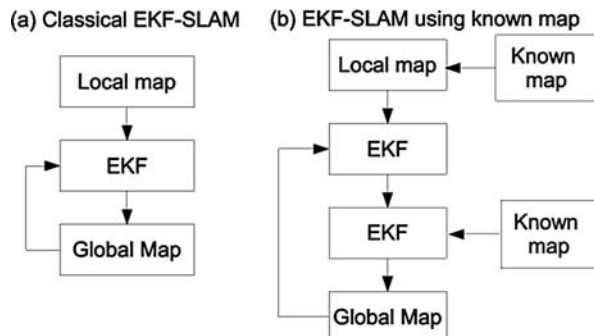 (a) Classical EKF-SLAM
Local map
EKF
Global Map
(b) EKF-SLAM using known map
Local map
Known
map
EKF
EKF
Known
map
Global Map